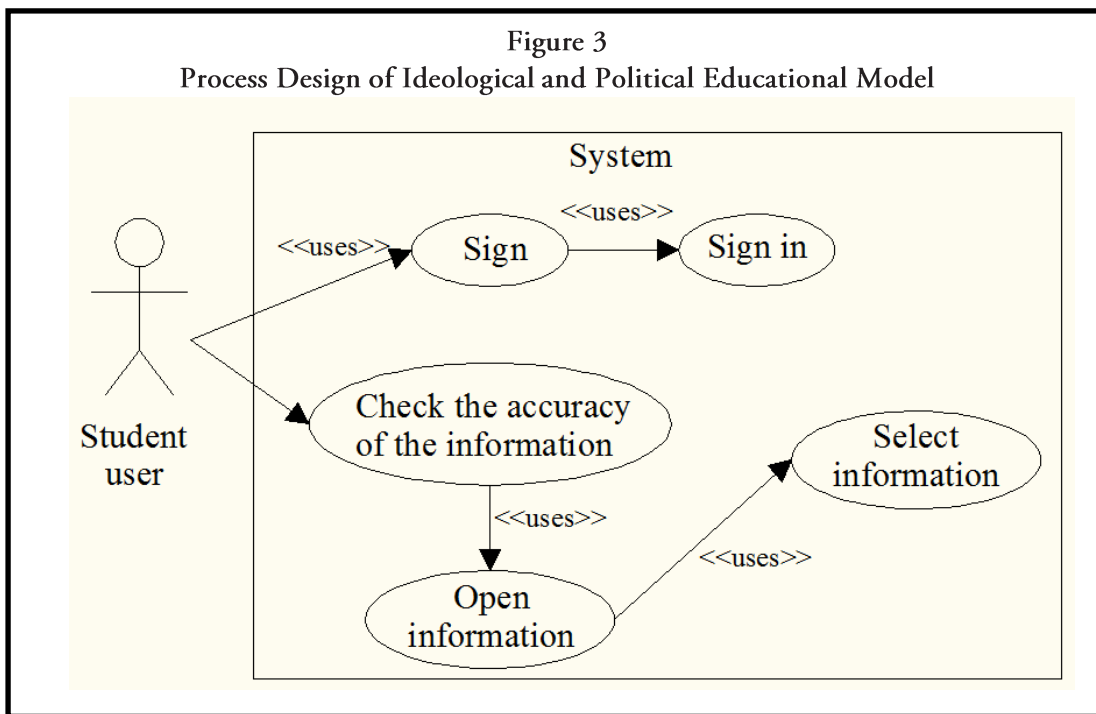 Figure 3
Process Design of Ideological and Political Educational Model
System
<<uses>>
<<uses>>
Sign
Sign in
Check the accuracy
of the information
Student
user
Select
information
<<uses>>
<<uses>>
Open
information